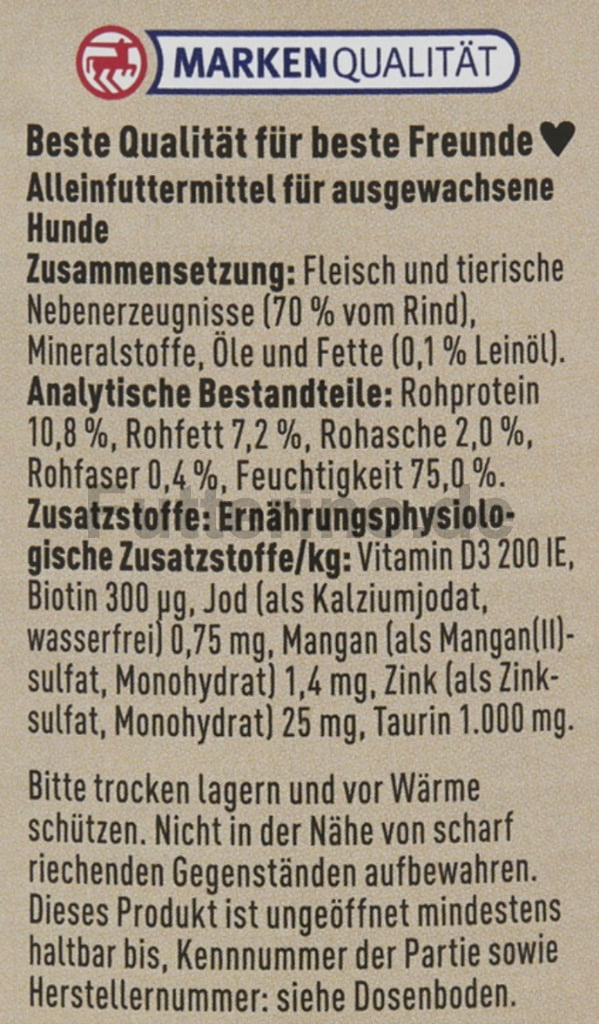 MARKENQUALITÄT
Beste Qualität für beste Freunde ♥
Alleinfuttermittel für ausgewachsene
Hunde
Zusammensetzung: Fleisch und tierische
Nebenerzeugnisse (70 % vom Rind),
Mineralstoffe, Öle und Fette (0,1 % Leinöl).
Analytische Bestandteile: Rohprotein
10,8 %, Rohfett 7,2 %, Rohasche 2,0 %,
Rohfaser 0,4 %, Feuchtigkeit 75,0 %.
Futterino.de
Zusatzstoffe: Ernährungsphysiolo-
gische Zusatzstoffe/kg: Vitamin D3 200 IE,
Biotin 300 µg, Jod (als Kalziumjodat,
wasserfrei) 0,75 mg, Mangan (als Mangan(II)-
sulfat, Monohydrat) 1,4 mg, Zink (als Zink-
sulfat, Monohydrat) 25 mg, Taurin 1.000 mg.
Bitte trocken lagern und vor Wärme
schützen. Nicht in der Nähe von scharf
riechenden Gegenständen aufbewahren.
Dieses Produkt ist ungeöffnet mindestens
haltbar bis, Kennnummer der Partie sowie
Herstellernummer: siehe Dosenboden.